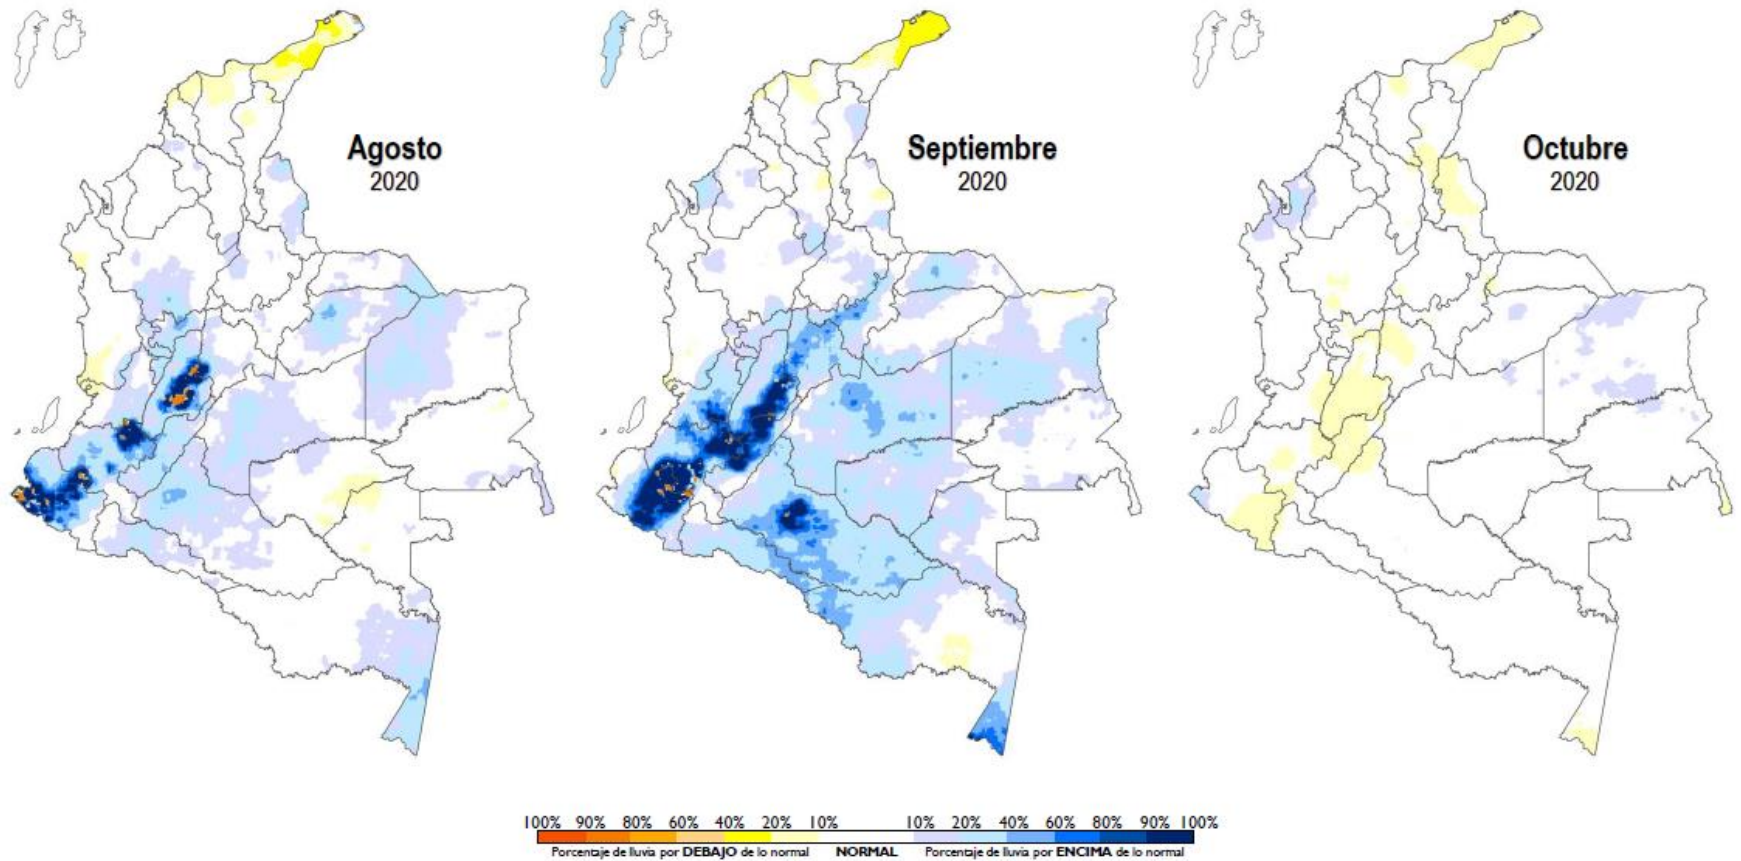 Agosto
2020
Septiembre
2020
Octubre
2020
100% 90% 80% 60% 40% 20% 10% 10% 20% 40% 60% 80% 90% 100%
Porcentaje de lluvia por DEBAJO de lo normal NORMAL Porcentaje de lluvia por ENCIMA de lo normal